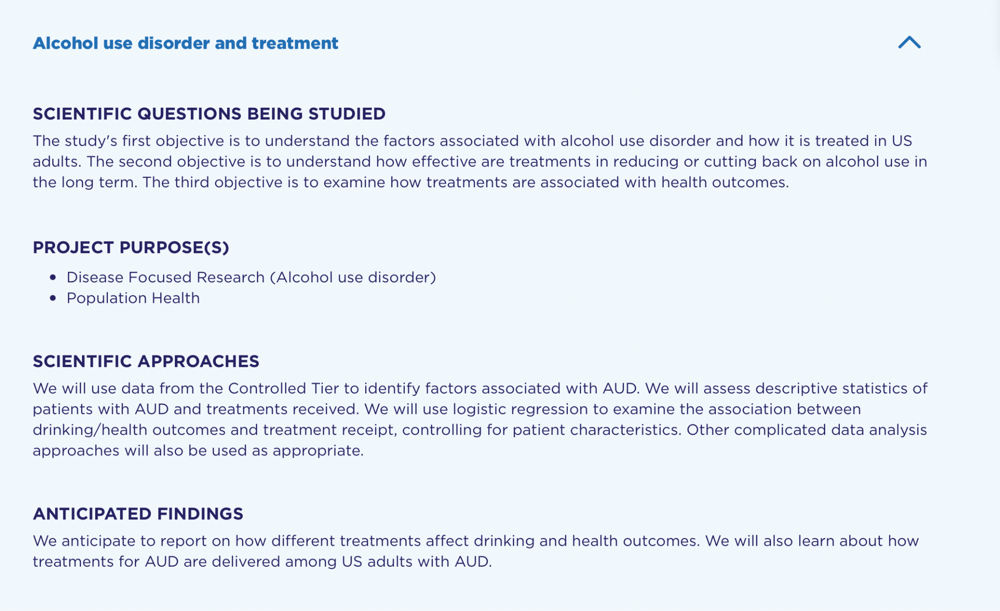 Alcohol use disorder and treatment
SCIENTIFIC QUESTIONS BEING STUDIED
The study's first objective is to understand the factors associated with alcohol use disorder and how it is treated in US
adults. The second objective is to understand how effective are treatments in reducing or cutting back on alcohol use in
the long term. The third objective is to examine how treatments are associated with health outcomes.
PROJECT PURPOSE(S)
• Disease Focused Research (Alcohol use disorder)
• Population Health
SCIENTIFIC APPROACHES
We will use data from the Controlled Tier to identify factors associated with AUD. We will assess descriptive statistics of
patients with AUD and treatments received. We will use logistic regression to examine the association between
drinking/health outcomes and treatment receipt, controlling for patient characteristics. Other complicated data analysis
approaches will also be used as appropriate.
ANTICIPATED FINDINGS
We anticipate to report on how different treatments affect drinking and health outcomes. We will also learn about how
treatments for AUD are delivered among US adults with AUD.